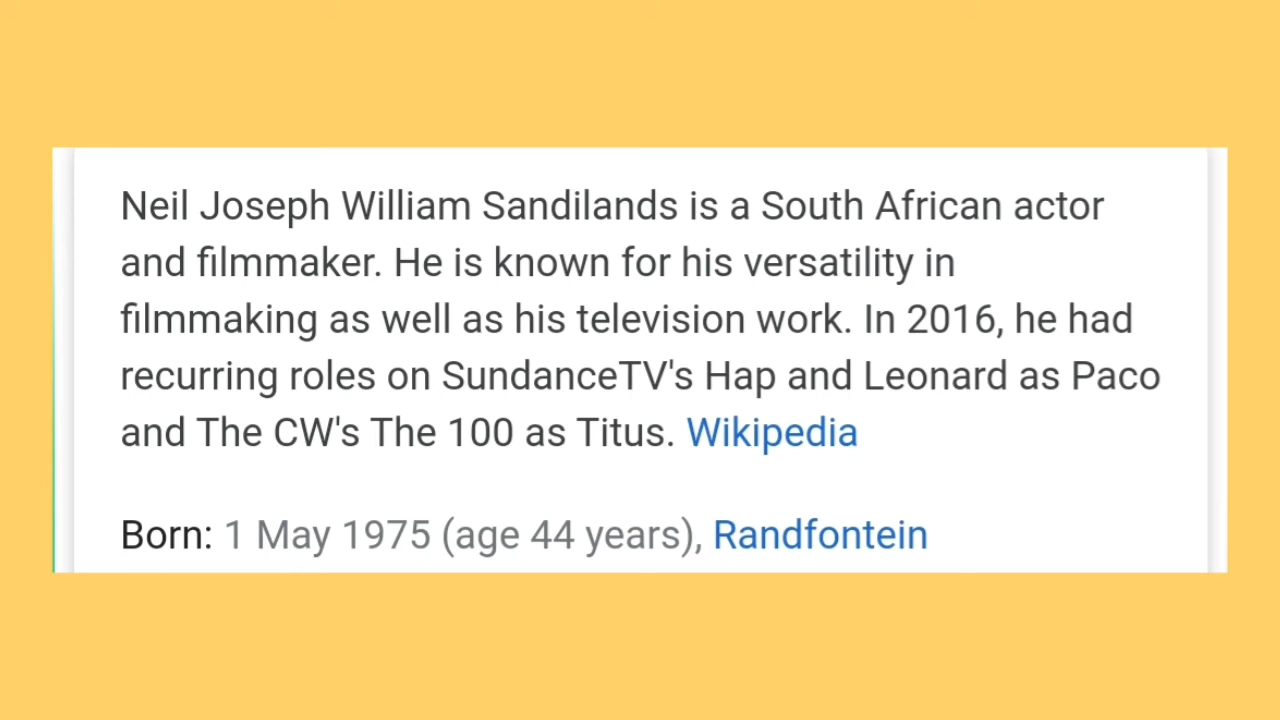 Neil Joseph William Sandilands is a South African actor
and filmmaker. He is known for his versatility in
filmmaking as well as his television work. In 2016, he had
recurring roles on SundanceTV's Hap and Leonard as Paco
and The CW's The 100 as Titus. Wikipedia
Born: 1 May 1975 (age 44 years), Randfontein